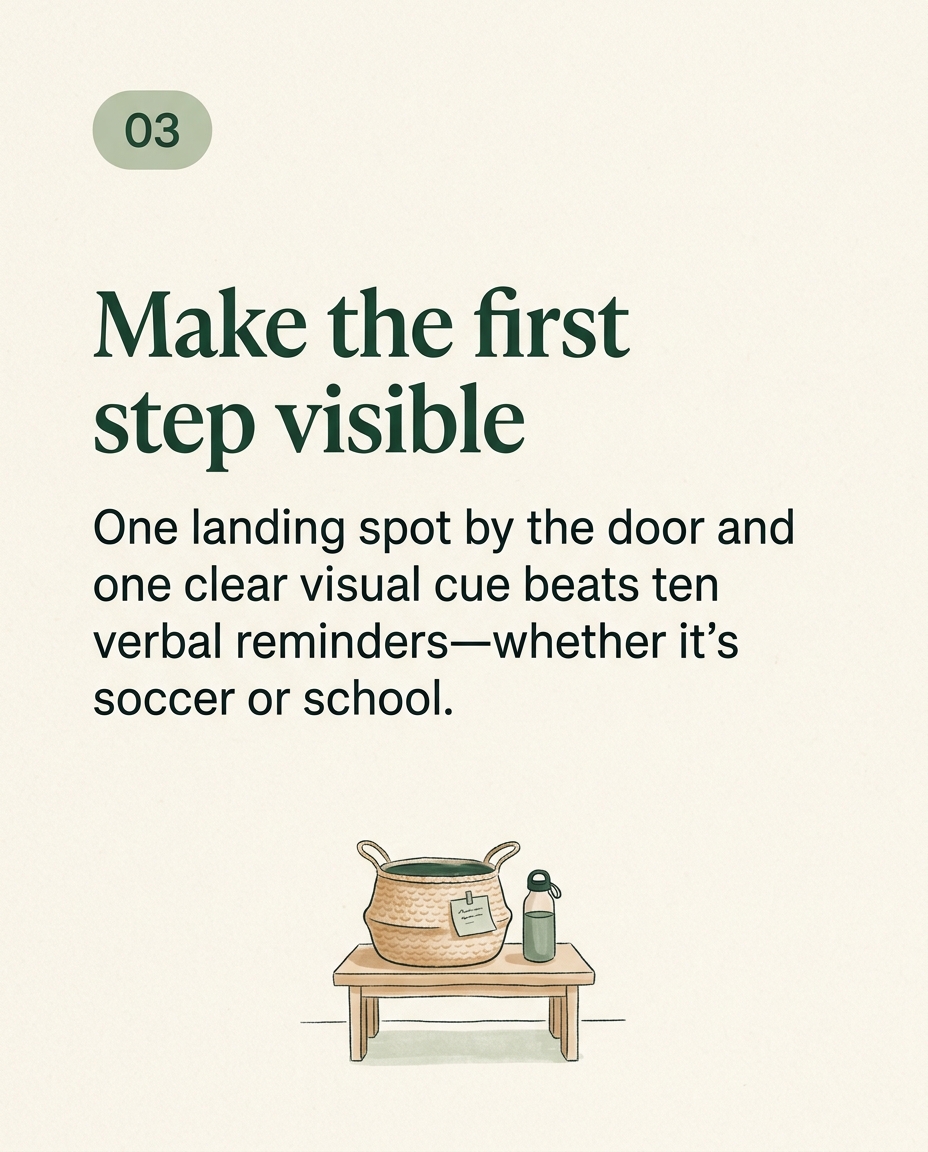 03
Make the first
step visible
One landing spot by the door and
one clear visual cue beats ten
verbal reminders—whether it’s
soccer or school.